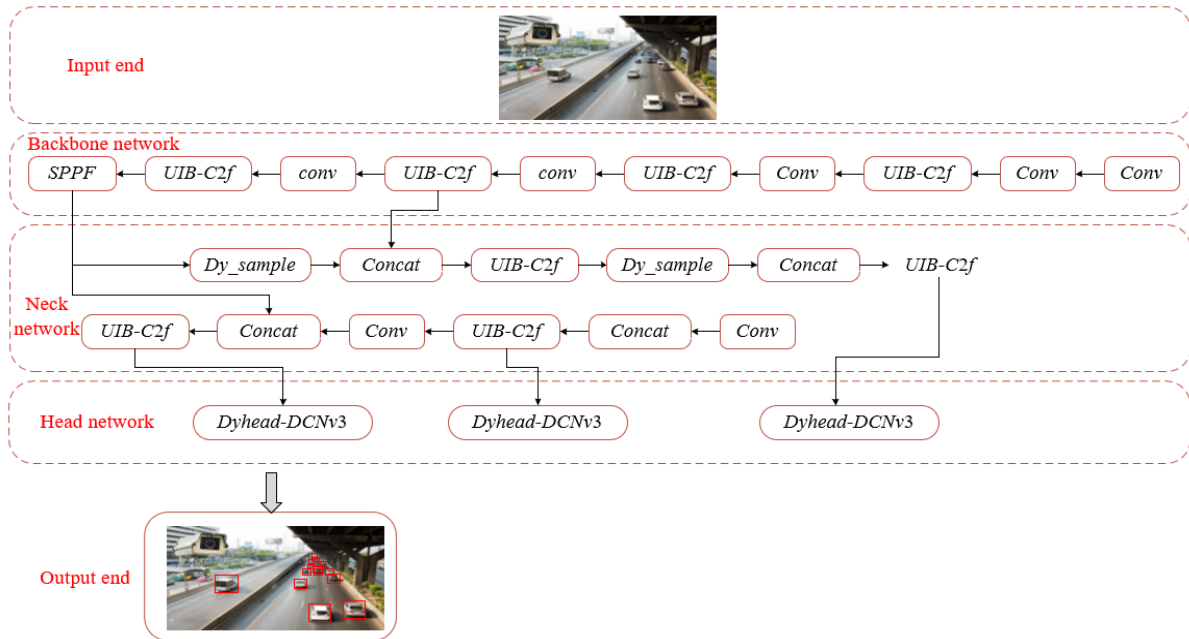 Input end
Backbone network
SPPF UIB-C2f conv UIB-C2f conv UIB-C2f Conv UIB-C2f Conv Conv
Dy_sample Concat UIB-C2f Dy_sample Concat UIB-C2f
Neck
network
UIB-C2f Concat Conv UIB-C2f Concat Conv
Head network
Dyhead-DCNv3 Dyhead-DCNv3 Dyhead-DCNv3
Output end